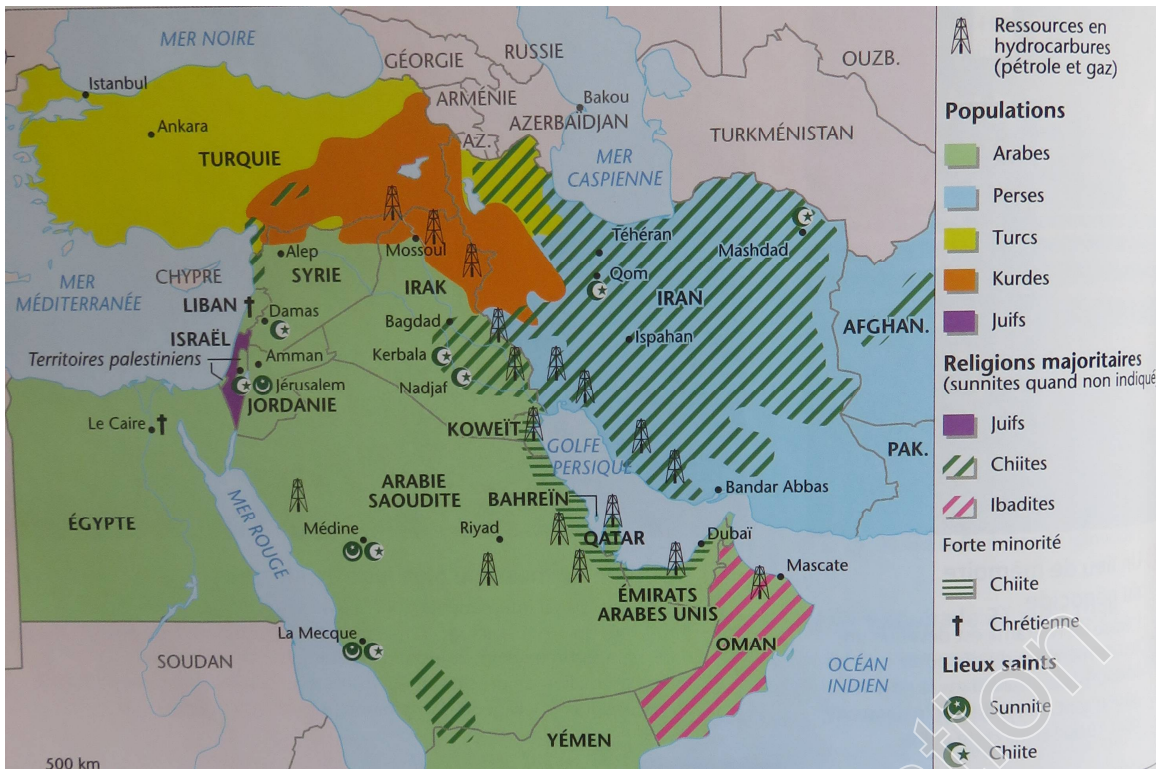 MER NOIRE
GÉORGIE
RUSSIE
OUZB.
Istanbul
ARMÉNIE
Bakou
AZERBAÏDJAN
AZ.
TURKMÉNISTAN
Ankara
TURQUIE
MER
CASPIENNE
Téhéran
Mashdad
Alep
Mossoul
Qom
CHYPRE
SYRIE
IRAK
IRAN
MER
MÉDITERRANÉE
LIBAN
Damas
Bagdad
Ispahan
AFGHAN.
ISRAËL
Territoires palestiniens
Amman
Kerbala
Jérusalem
Nadjaf
JORDANIE
Le Caire
KOWEÏT
GOLFE
PERSIQUE
PAK.
ARABIE
SAOUDITE
BAHREÏN
Bandar Abbas
ÉGYPTE
MER ROUGE
Médine
Riyad
QATAR
Dubaï
Mascate
ÉMIRATS
ARABES UNIS
La Mecque
SOUDAN
OMAN
OCÉAN
INDIEN
YÉMEN
500 km
Ressources en
hydrocarbures
(pétrole et gaz)
Populations
Arabes
Perses
Turcs
Kurdes
Juifs
Religions majoritaires
(sunnites quand non indiqué
Juifs
Chiites
Ibadites
Forte minorité
Chiite
Chrétienne
Lieux saints
Sunnite
Chiite